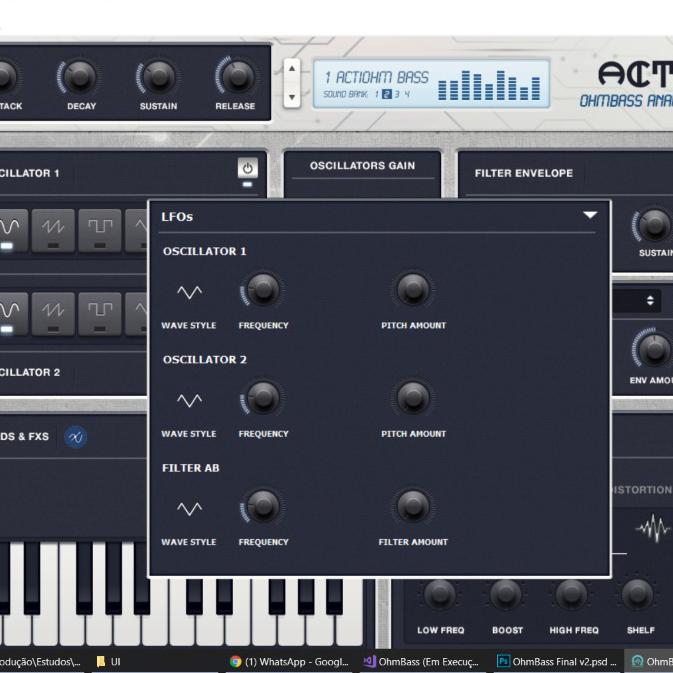 TACK DECAY SUSTAIN RELEASE
1 ACTIOHM BASS
SOUND BANK: 1 2 3 4
ACT
OHMBASS ANA
CILLATOR 1
OSCILLATORS GAIN
FILTER ENVELOPE
SUSTAIN
LFOs
OSCILLATOR 1
WAVE STYLE FREQUENCY PITCH AMOUNT
OSCILLATOR 2
WAVE STYLE FREQUENCY PITCH AMOUNT
FILTER AB
WAVE STYLE FREQUENCY FILTER AMOUNT
ENV AMOU
CILLATOR 2
DS & FXS
ISTORTION
LOW FREQ BOOST HIGH FREQ SHELF
odução\Estudos\... UI (1) WhatsApp - Googl... OhmBass (Em Execuç... Ps OhmBass Final v2.psd ... OhmB